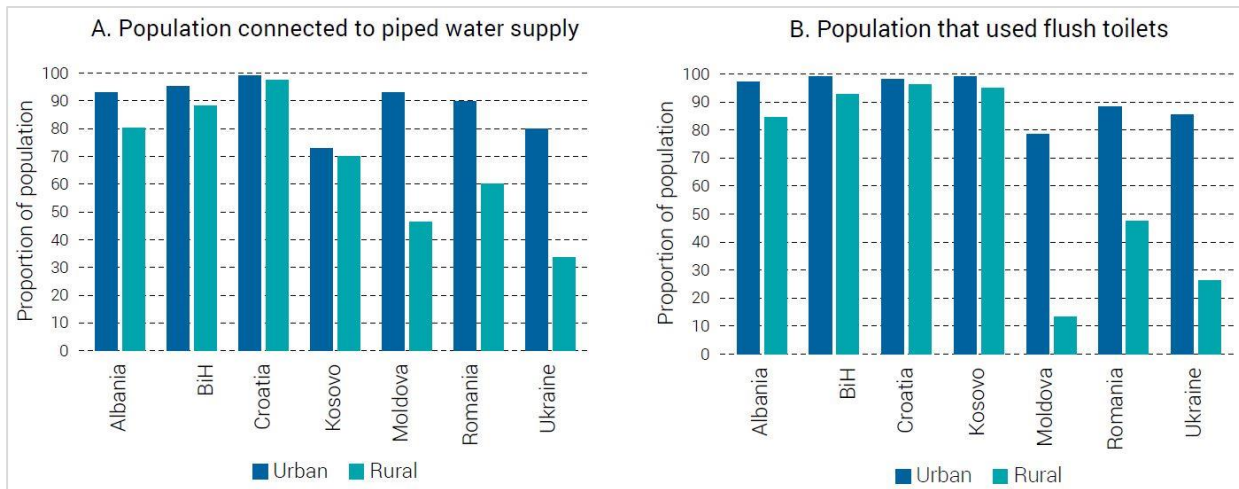 A. Population connected to piped water supply
Proportion of population
100
90
80
70
60
50
40
30
20
10
0
Albania
BiH
Croatia
Kosovo
Moldova
Romania
Ukraine
Urban Rural
B. Population that used flush toilets
Proportion of population
100
90
80
70
60
50
40
30
20
10
0
Albania
BiH
Croatia
Kosovo
Moldova
Romania
Ukraine
Urban Rural